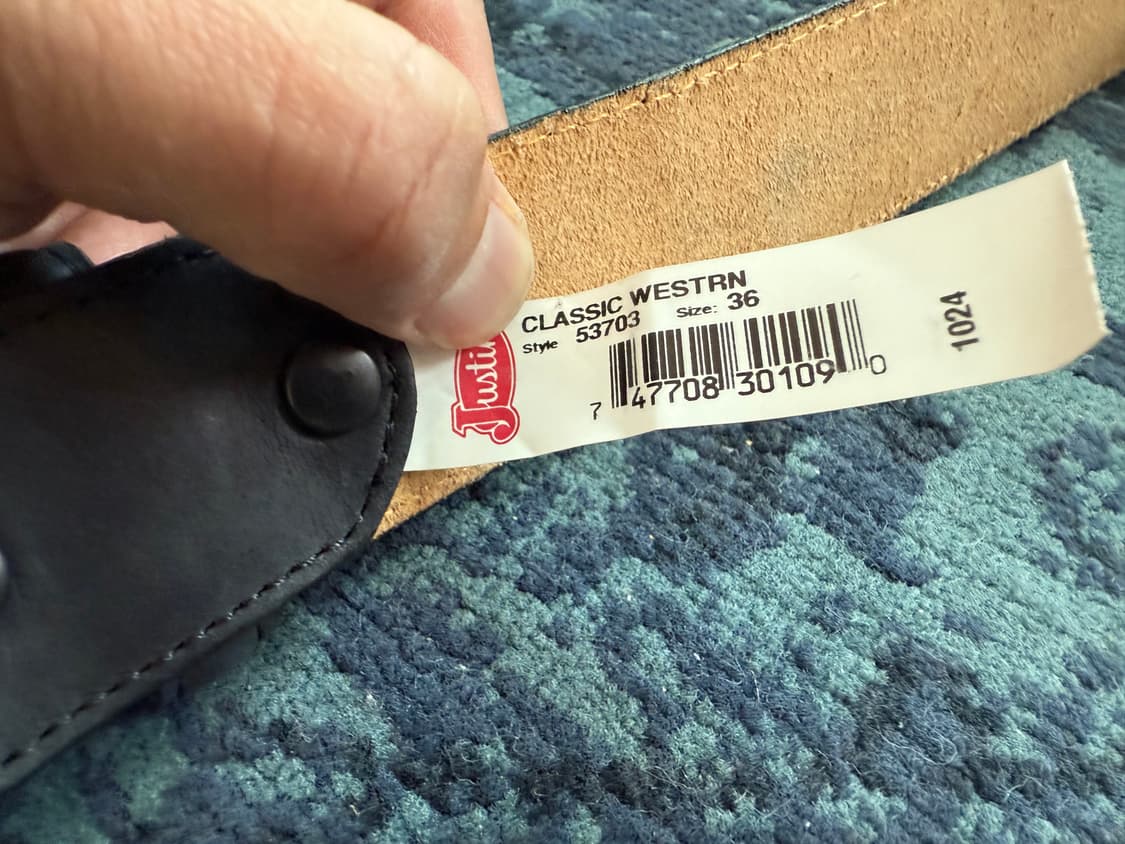 CLASSIC WESTRN
Style 53703 Size: 36
Justin
7 47708 30109 0
1024